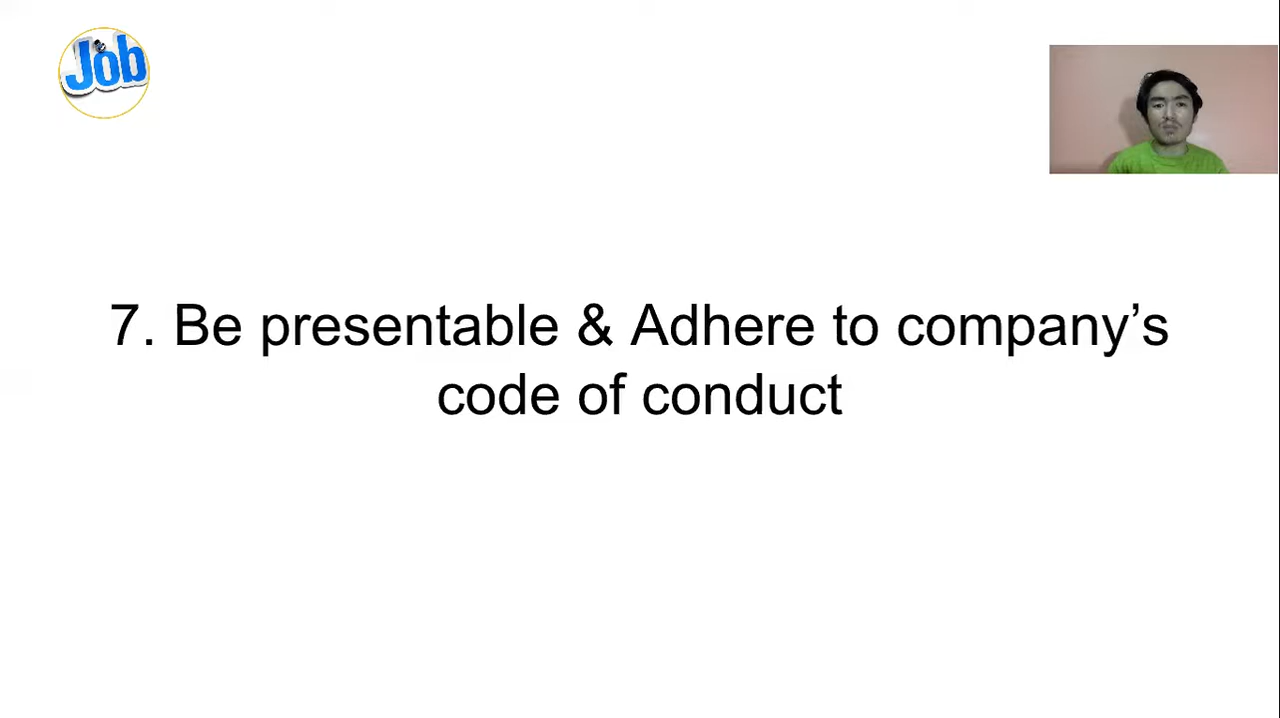 Job
7. Be presentable & Adhere to company’s
code of conduct